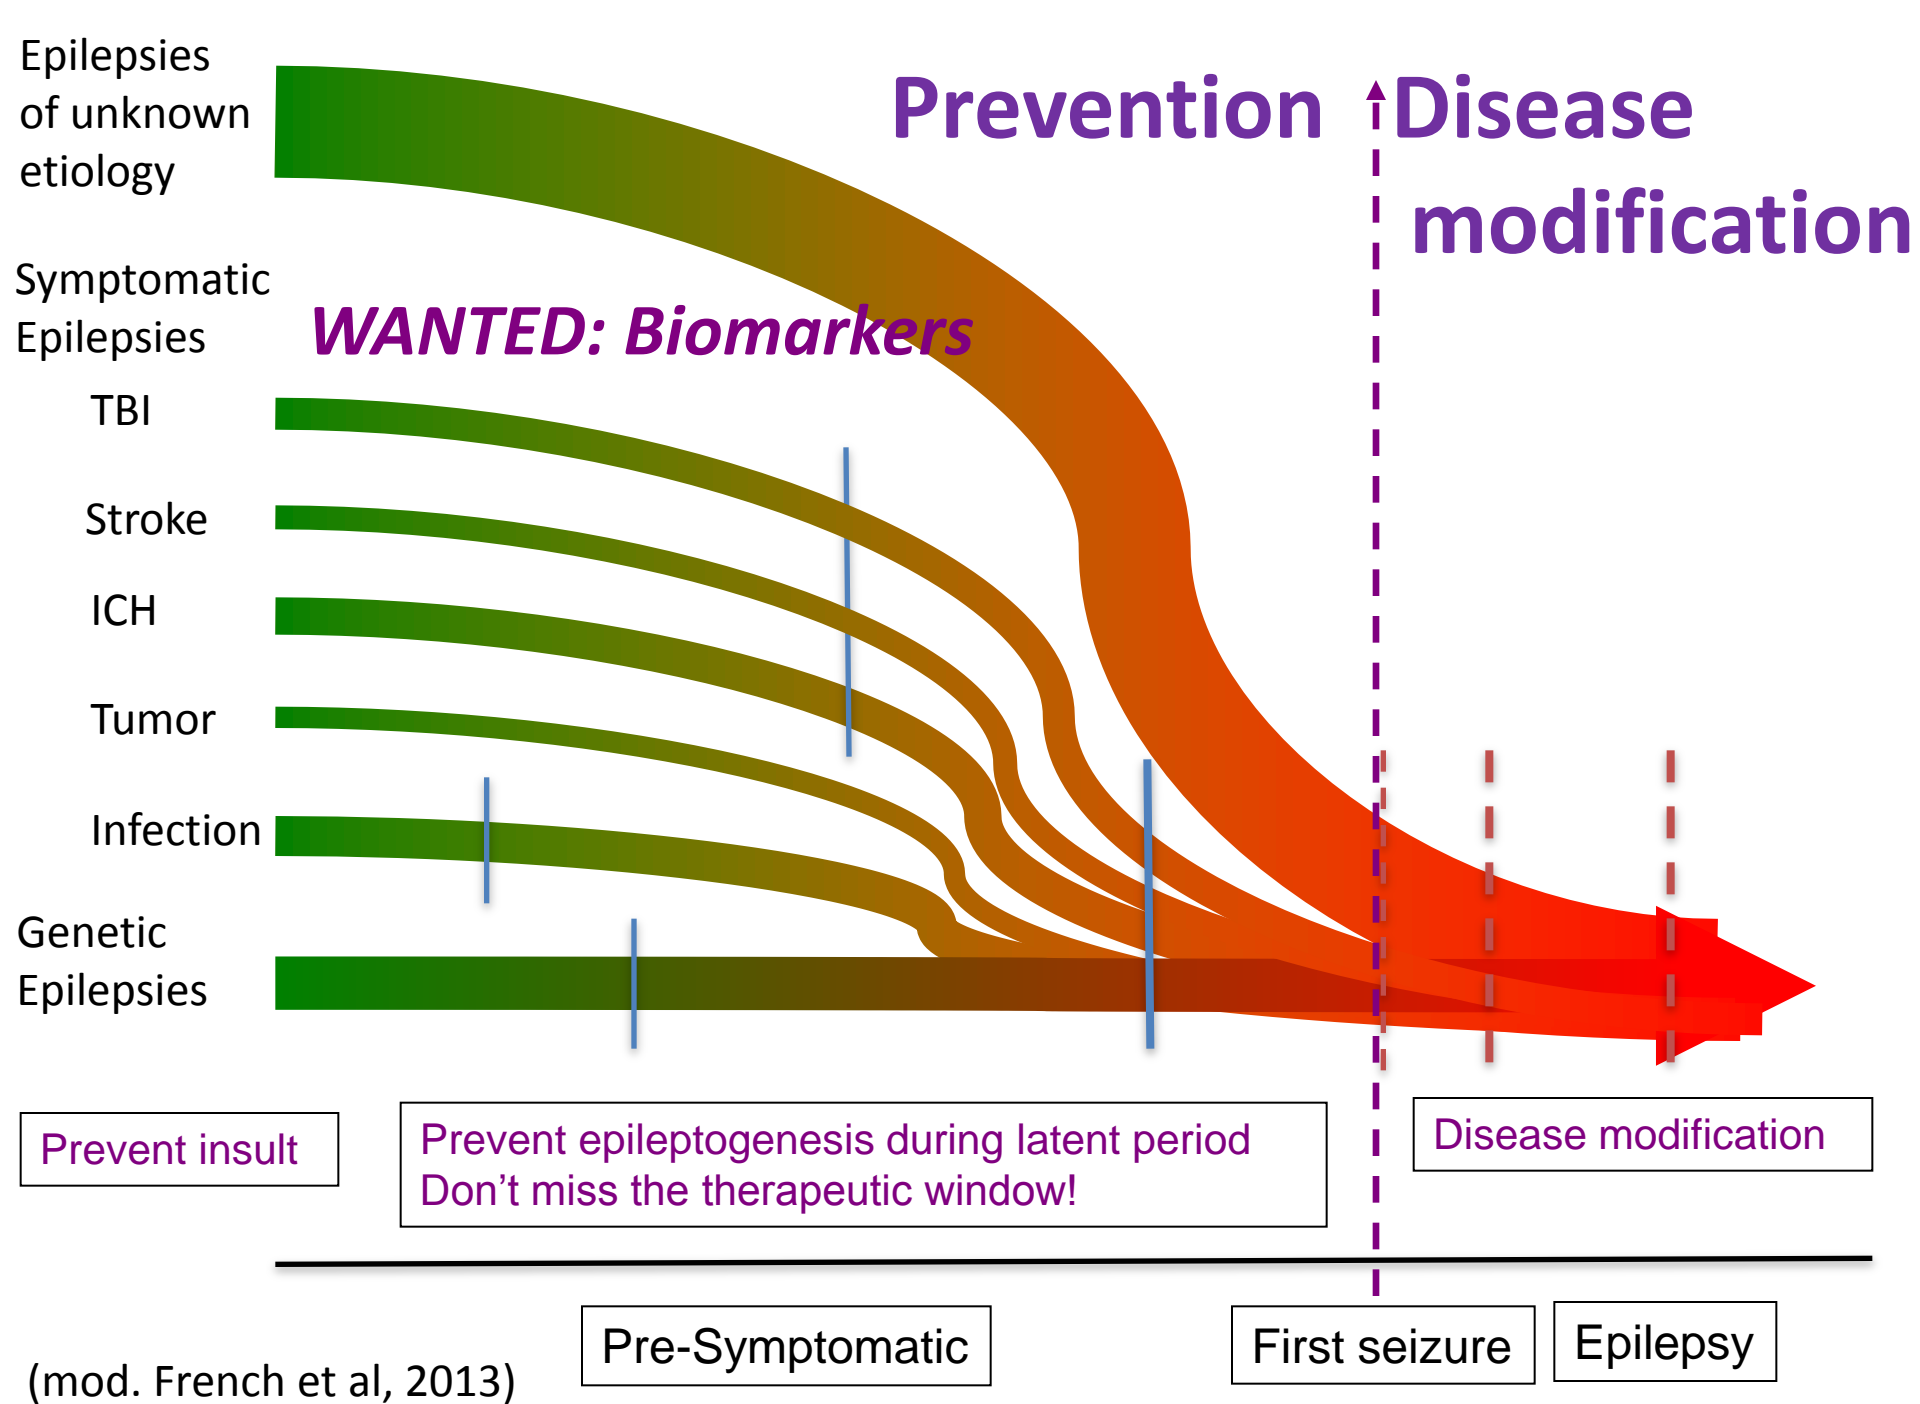 Epilepsies
of unknown
etiology
Prevention
Disease
modification
Symptomatic
Epilepsies
WANTED: Biomarkers
TBI
Stroke
ICH
Tumor
Infection
Genetic
Epilepsies
Prevent insult
Prevent epileptogenesis during latent period
Don’t miss the therapeutic window!
Disease modification
Pre-Symptomatic
First seizure
Epilepsy
(mod. French et al, 2013)